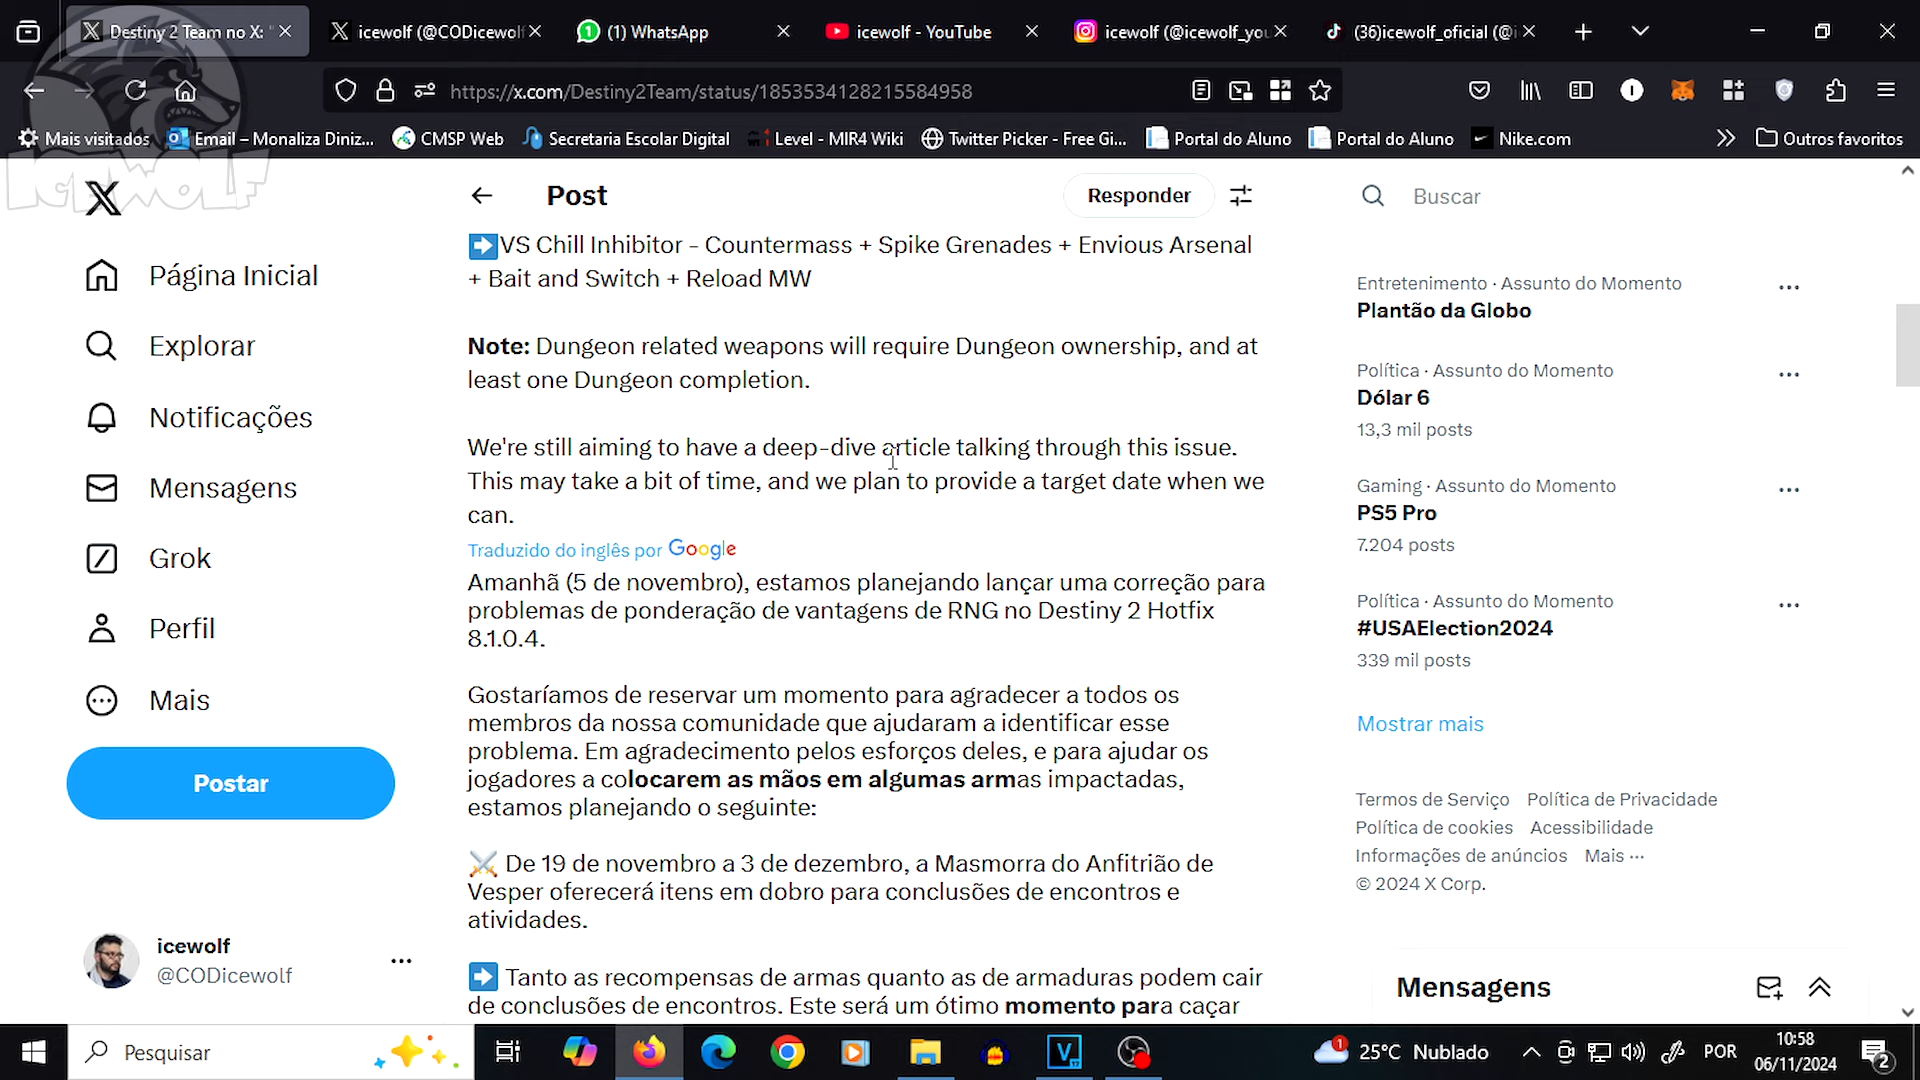 Destiny 2 Team no X: "
icewolf (@CODicewolf
(1) WhatsApp
icewolf - YouTube
icewolf (@icewolf_you
(36)icewolf_oficial (@i
https://x.com/Destiny2Team/status/1853534128215584958
Mais visitados
Email – Monaliza Diniz...
CMSP Web
Secretaria Escolar Digital
Level - MIR4 Wiki
Twitter Picker - Free Gi...
Portal do Aluno
Portal do Aluno
Nike.com
Outros favoritos
ICEWOLF
Página Inicial
Explorar
Notificações
Mensagens
Grok
Perfil
Mais
Postar
icewolf
@CODicewolf
Post
Responder
➡VS Chill Inhibitor - Countermass + Spike Grenades + Envious Arsenal
+ Bait and Switch + Reload MW
Note: Dungeon related weapons will require Dungeon ownership, and at
least one Dungeon completion.
We're still aiming to have a deep-dive article talking through this issue.
This may take a bit of time, and we plan to provide a target date when we
can.
Traduzido do inglês por Google
Amanhã (5 de novembro), estamos planejando lançar uma correção para
problemas de ponderação de vantagens de RNG no Destiny 2 Hotfix
8.1.0.4.
Gostaríamos de reservar um momento para agradecer a todos os
membros da nossa comunidade que ajudaram a identificar esse
problema. Em agradecimento pelos esforços deles, e para ajudar os
jogadores a colocarem as mãos em algumas armas impactadas,
estamos planejando o seguinte:
⚔ De 19 de novembro a 3 de dezembro, a Masmorra do Anfitrião de
Vesper oferecerá itens em dobro para conclusões de encontros e
atividades.
➡ Tanto as recompensas de armas quanto as de armaduras podem cair
de conclusões de encontros. Este será um ótimo momento para caçar
Buscar
Entretenimento · Assunto do Momento
Plantão da Globo
Política · Assunto do Momento
Dólar 6
13,3 mil posts
Gaming · Assunto do Momento
PS5 Pro
7.204 posts
Política · Assunto do Momento
#USAElection2024
339 mil posts
Mostrar mais
Termos de Serviço Política de Privacidade
Política de cookies Acessibilidade
Informações de anúncios Mais ···
© 2024 X Corp.
Mensagens
Pesquisar
1
25°C Nublado
POR
10:58
06/11/2024
2